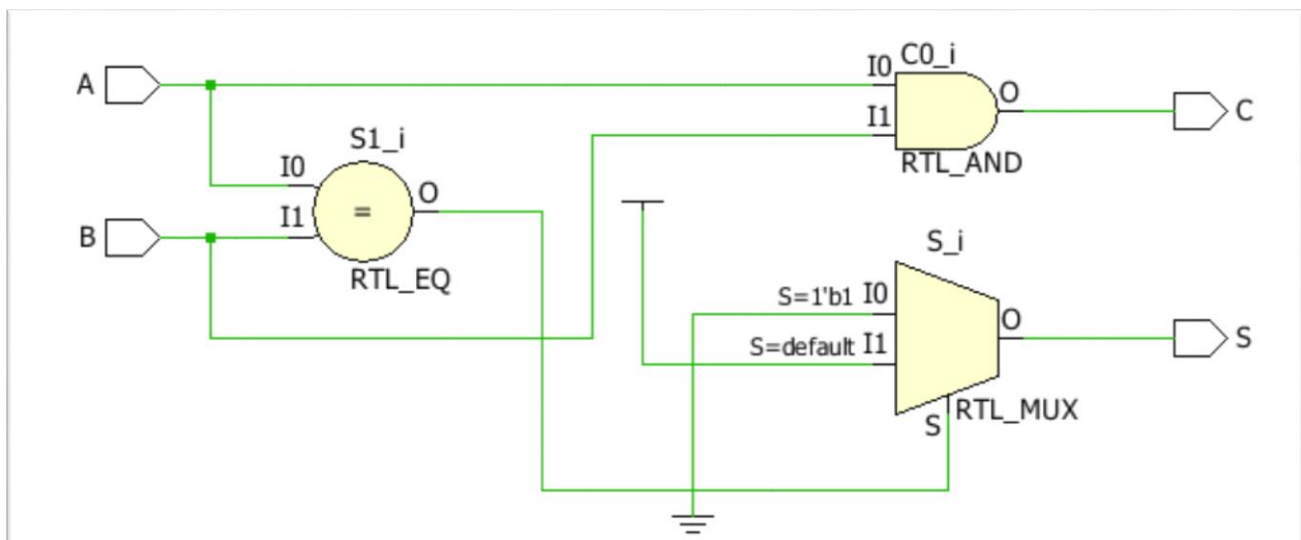 C0_i
A
I0
O
C
I1
S1_i
RTL_AND
I0
=
O
I1
B
RTL_EQ
S_i
S=1'b1 I0
O
S
S=default I1
RTL_MUX
S